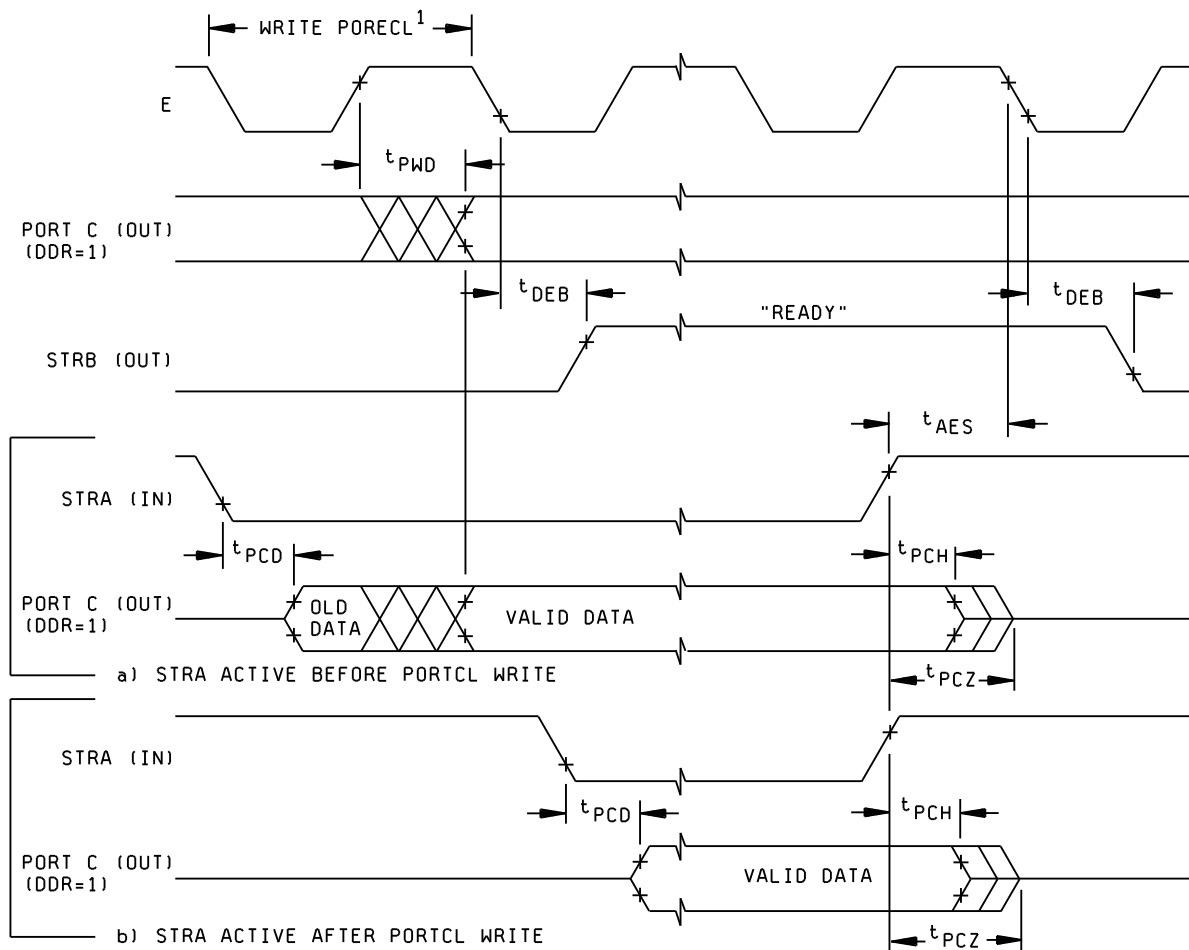 WRITE PORECL1
E
tPWD
PORT C (OUT)
(DDR=1)
tDEB
tDEB
"READY"
STRB (OUT)
tAES
STRA (IN)
tPCD
tPCH
PORT C (OUT)
(DDR=1)
OLD
DATA
VALID DATA
tPCZ
a) STRA ACTIVE BEFORE PORTCL WRITE
STRA (IN)
tPCD
tPCH
PORT C (OUT)
(DDR=1)
VALID DATA
tPCZ
b) STRA ACTIVE AFTER PORTCL WRITE